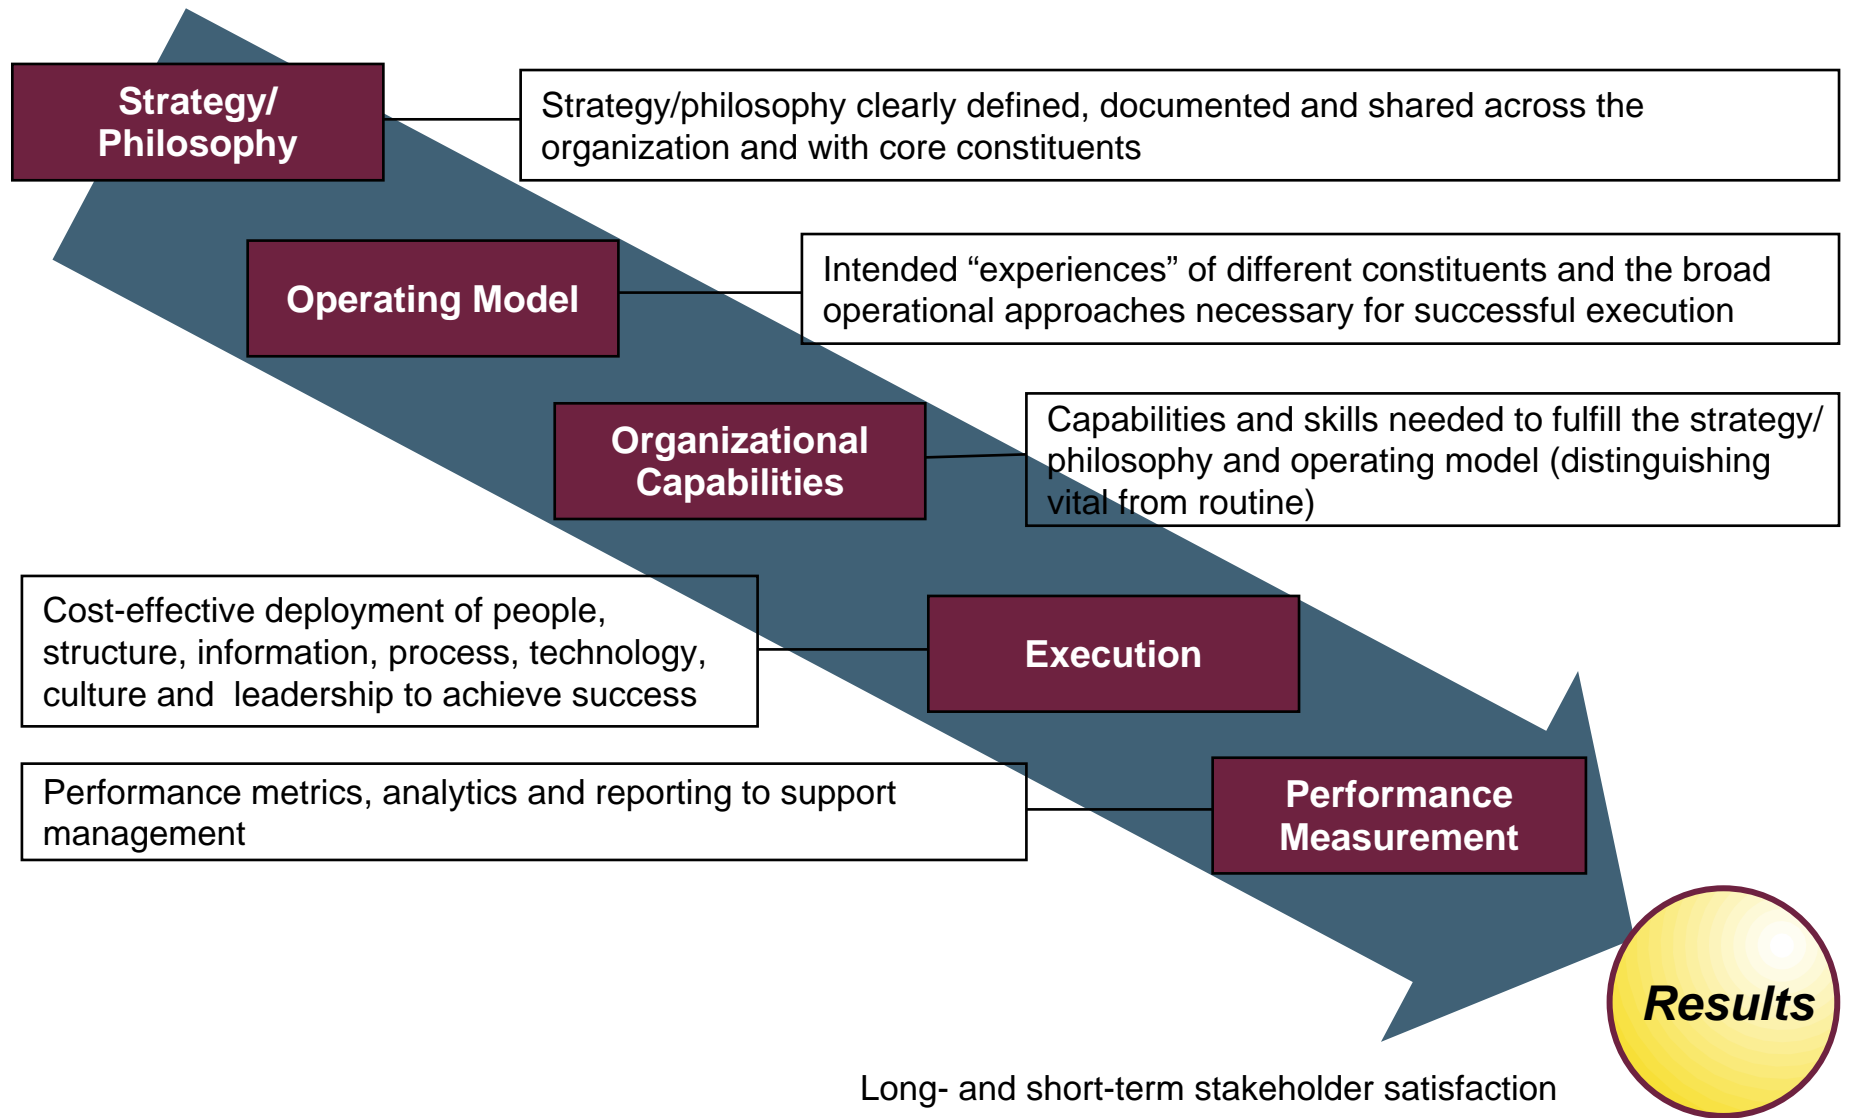 Strategy/
Philosophy
Strategy/philosophy clearly defined, documented and shared across the
organization and with core constituents
Operating Model
Intended “experiences” of different constituents and the broad
operational approaches necessary for successful execution
Organizational
Capabilities
Capabilities and skills needed to fulfill the strategy/
philosophy and operating model (distinguishing
vital from routine)
Cost-effective deployment of people,
structure, information, process, technology,
culture and  leadership to achieve success
Execution
Performance metrics, analytics and reporting to support
management
Performance
Measurement
Results
Long- and short-term stakeholder satisfaction